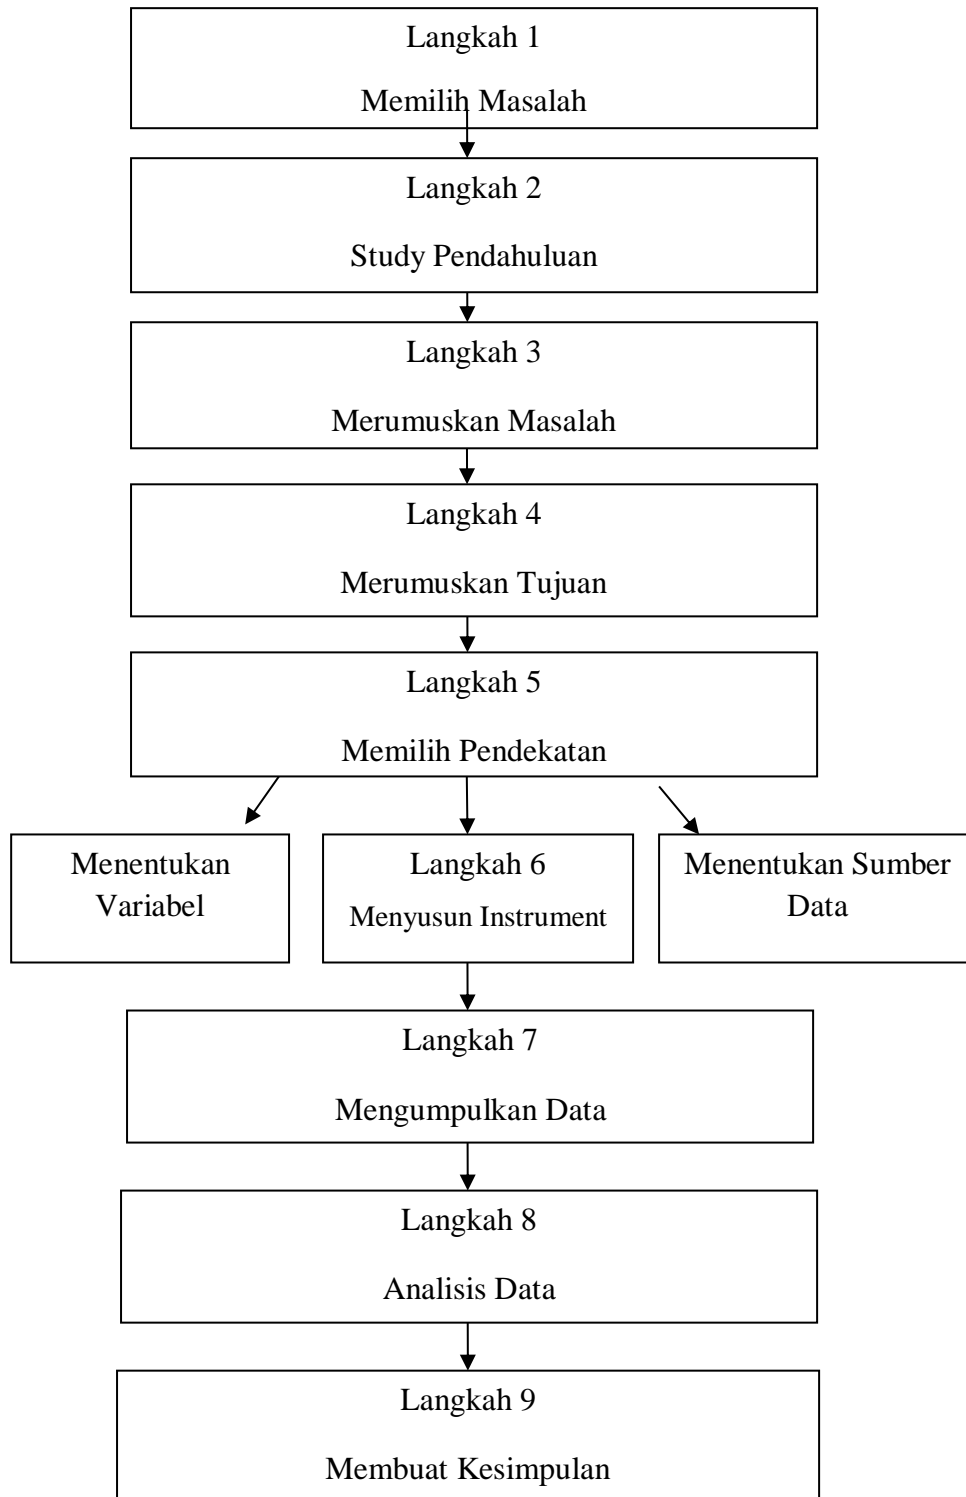 Langkah 1
Memilih Masalah
Langkah 2
Study Pendahuluan
Langkah 3
Merumuskan Masalah
Langkah 4
Merumuskan Tujuan
Langkah 5
Memilih Pendekatan
Menentukan
Variabel
Langkah 6
Menyusun Instrument
Menentukan Sumber
Data
Langkah 7
Mengumpulkan Data
Langkah 8
Analisis Data
Langkah 9
Membuat Kesimpulan